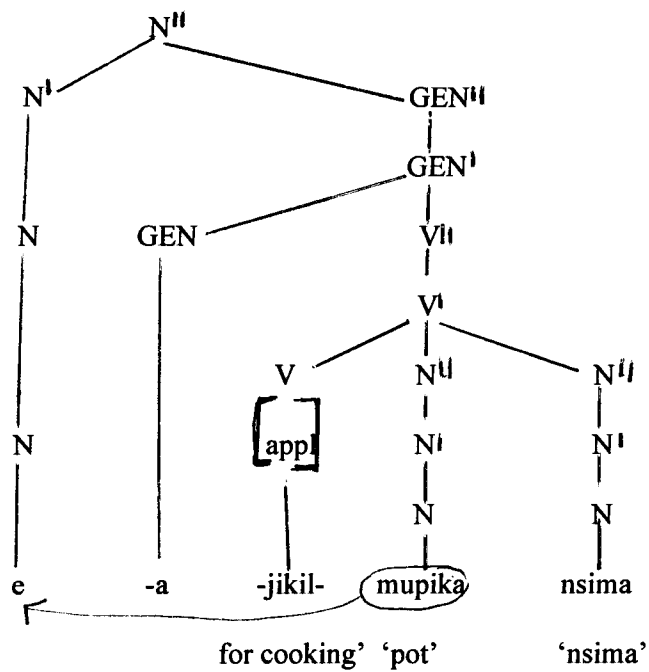 N"
N' GEN"
GEN'
N GEN V"
V'
V N" N"
N [appl] N' N'
N N
e -a -jikil- mupika nsima
for cooking' 'pot' 'nsima'